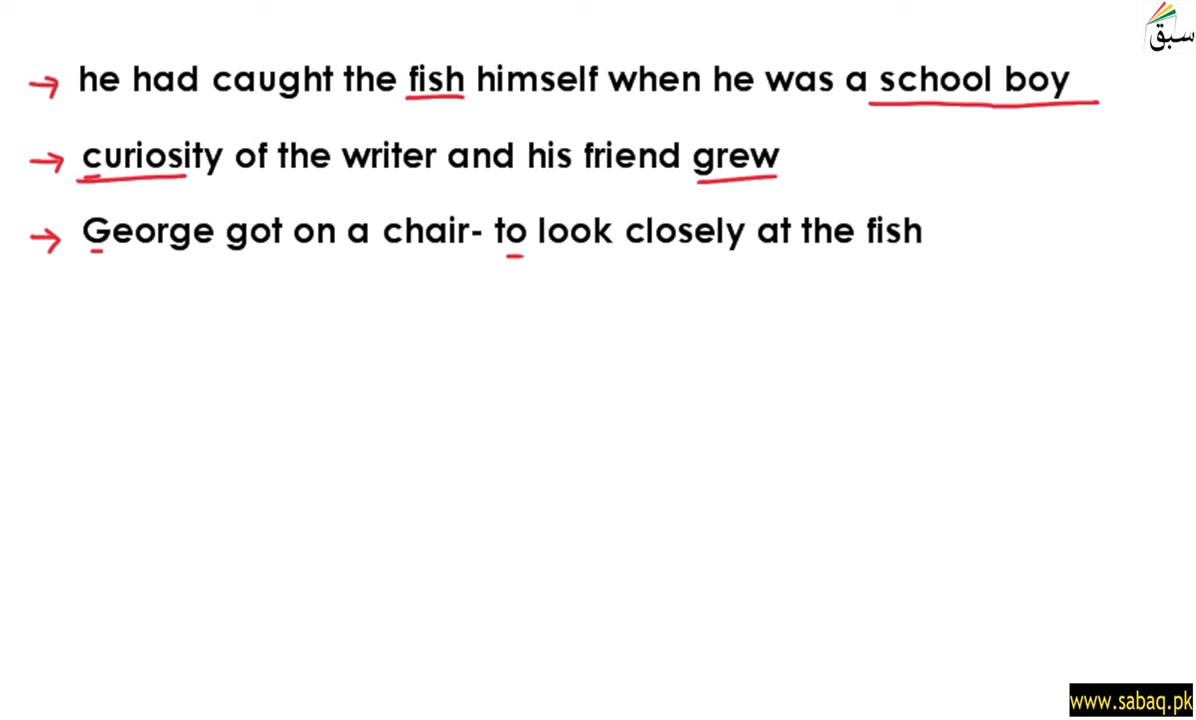 سبق
he had caught the fish himself when he was a school boy
curiosity of the writer and his friend grew
George got on a chair- to look closely at the fish
www.sabaq.pk